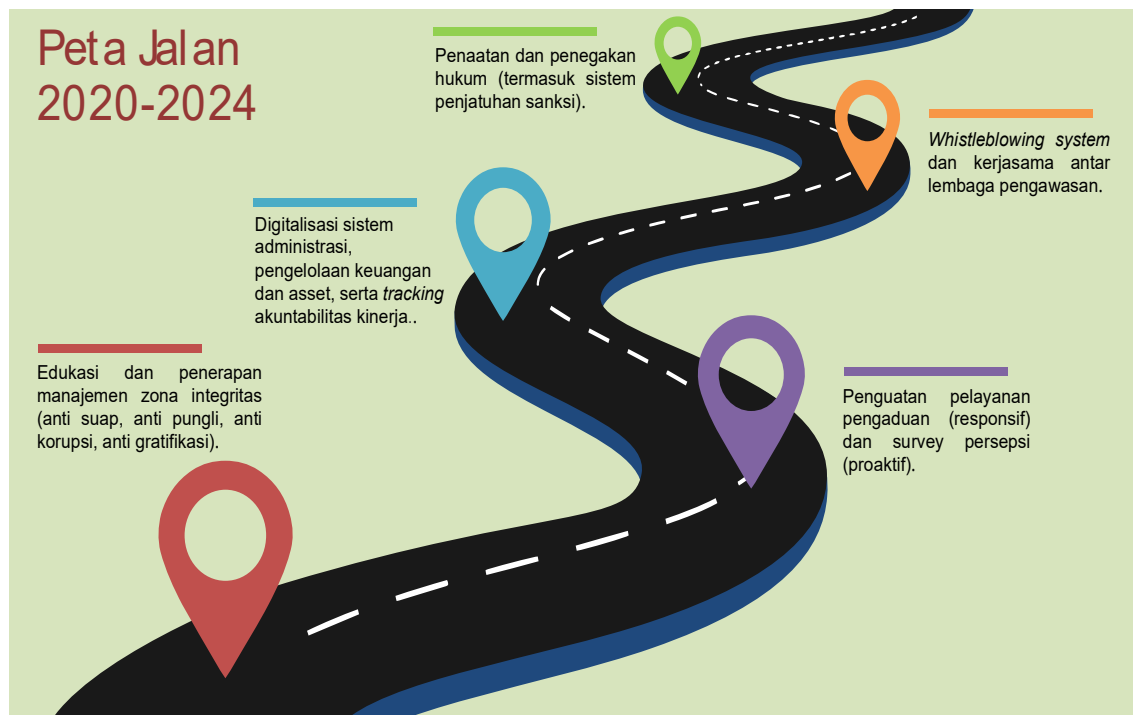 Peta Jalan
2020-2024
Penaatan dan penegakan
hukum (termasuk sistem
penjatuhan sanksi).
Whistleblowing system
dan kerjasama antar
lembaga pengawasan.
Digitalisasi sistem
administrasi,
pengelolaan keuangan
dan asset, serta tracking
akuntabilitas kinerja..
Edukasi dan penerapan
manajemen zona integritas
(anti suap, anti pungli, anti
korupsi, anti gratifikasi).
Penguatan pelayanan
pengaduan (responsif)
dan survey persepsi
(proaktif).